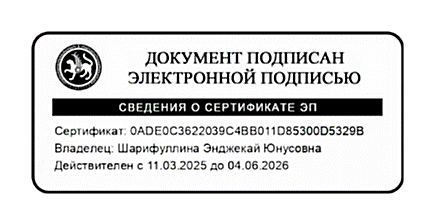 ДОКУМЕНТ ПОДПИСАН
ЭЛЕКТРОННОЙ ПОДПИСЬЮ
СВЕДЕНИЯ О СЕРТИФИКАТЕ ЭП
Сертификат: 0ADE0C3622039C4BB011D85300D5329B
Владелец: Шарифуллина Энджекай Юнусовна
Действителен с 11.03.2025 до 04.06.2026